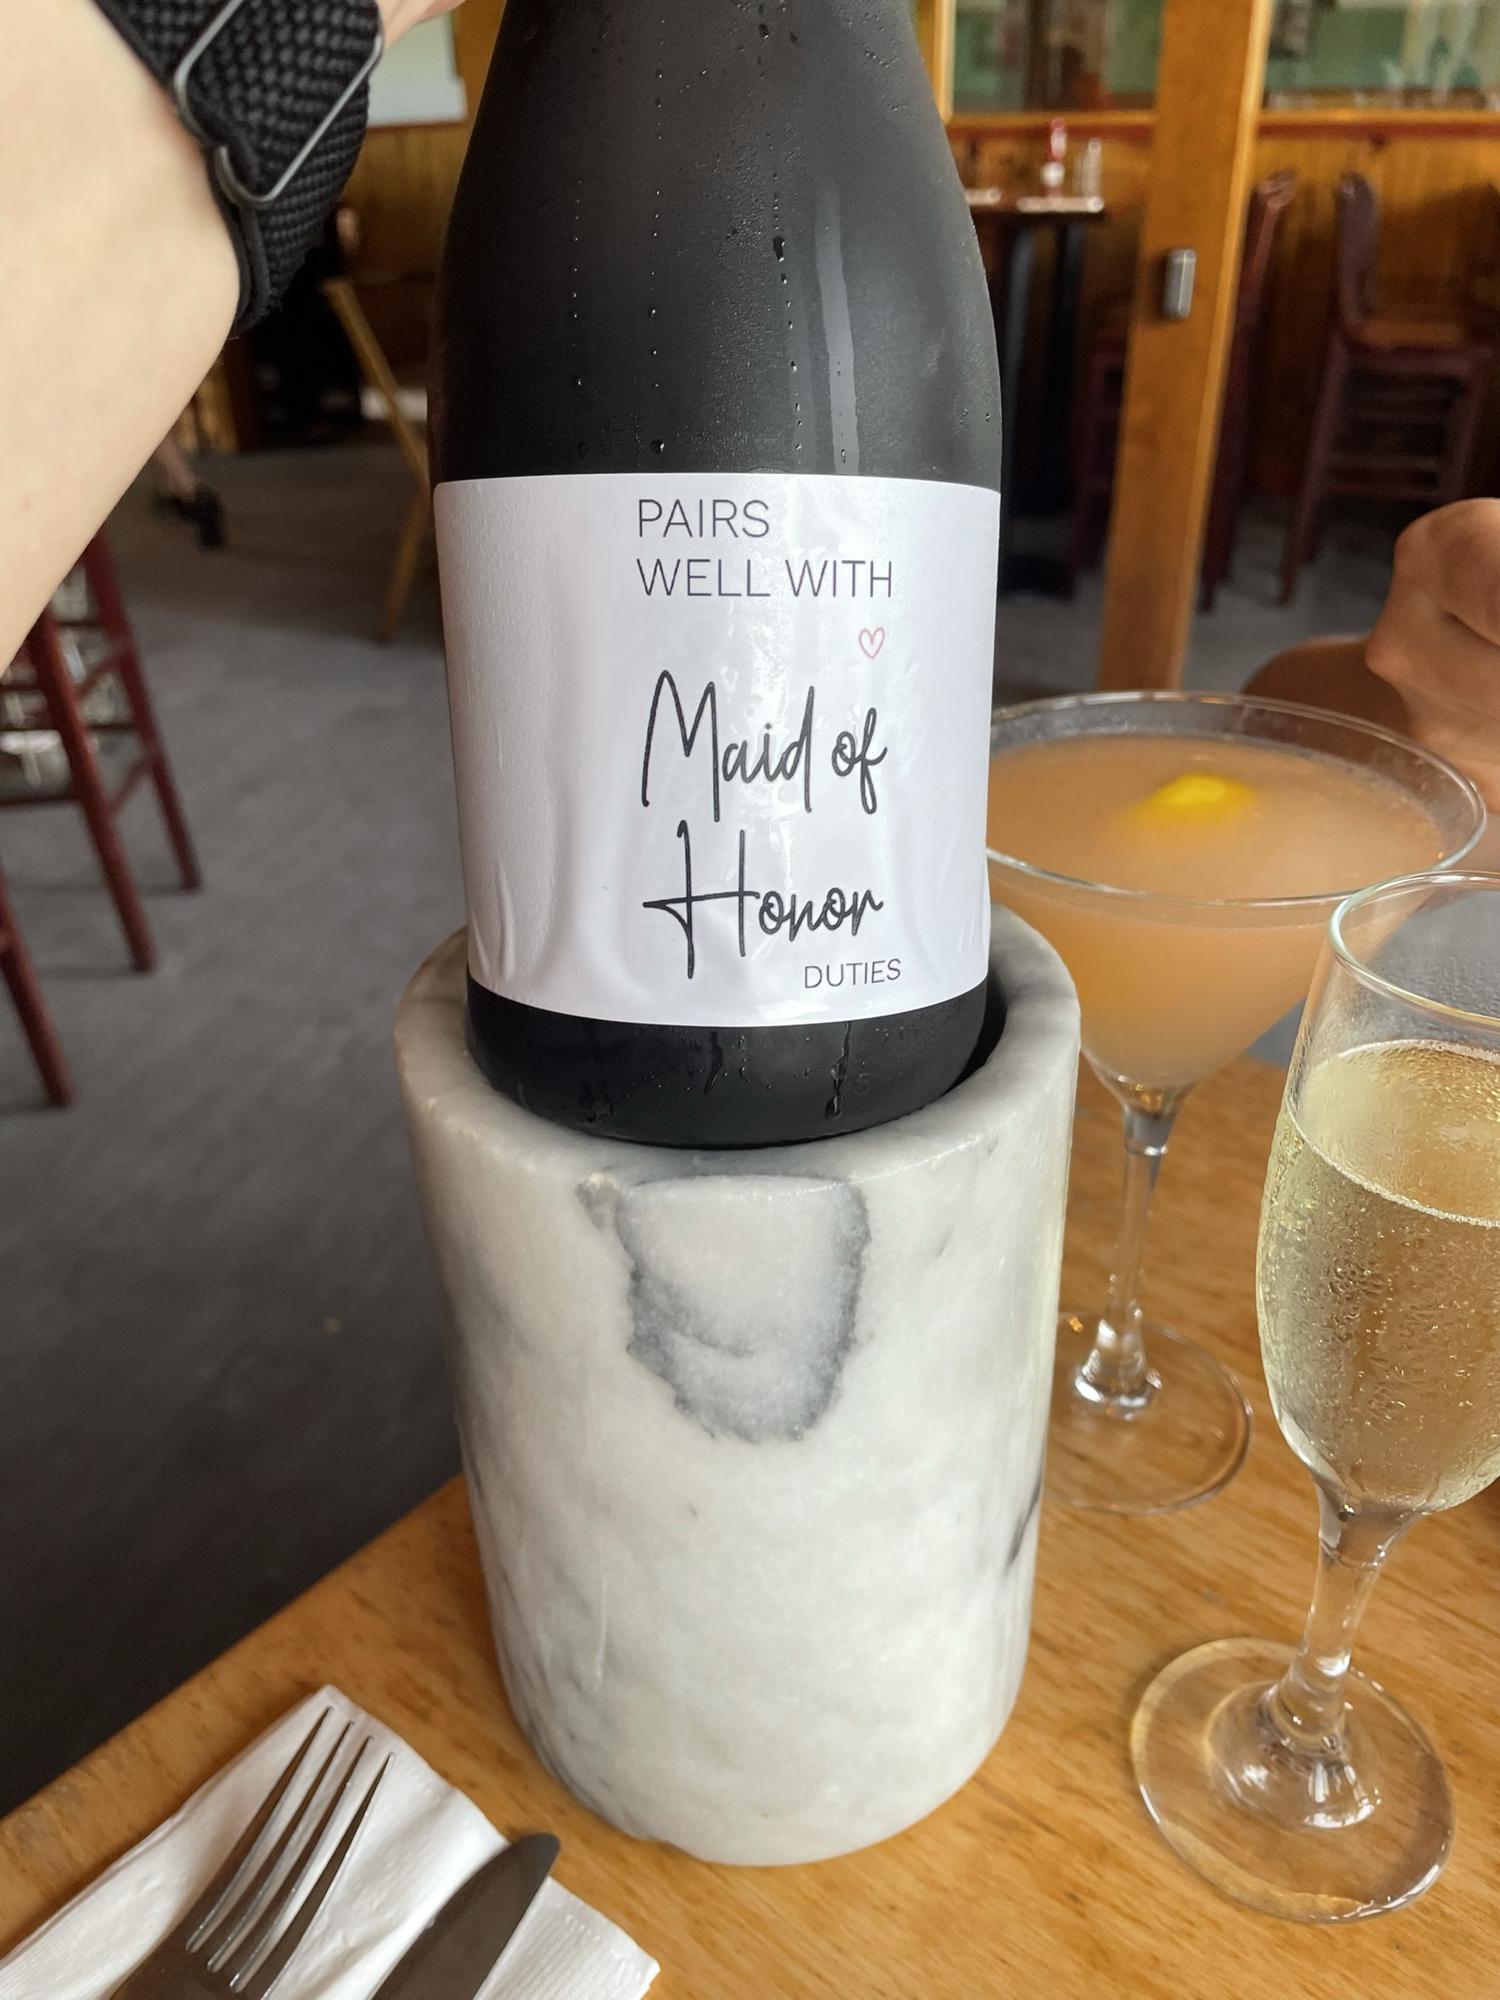 PAIRS
WELL WITH
Maid of
Honor
DUTIES